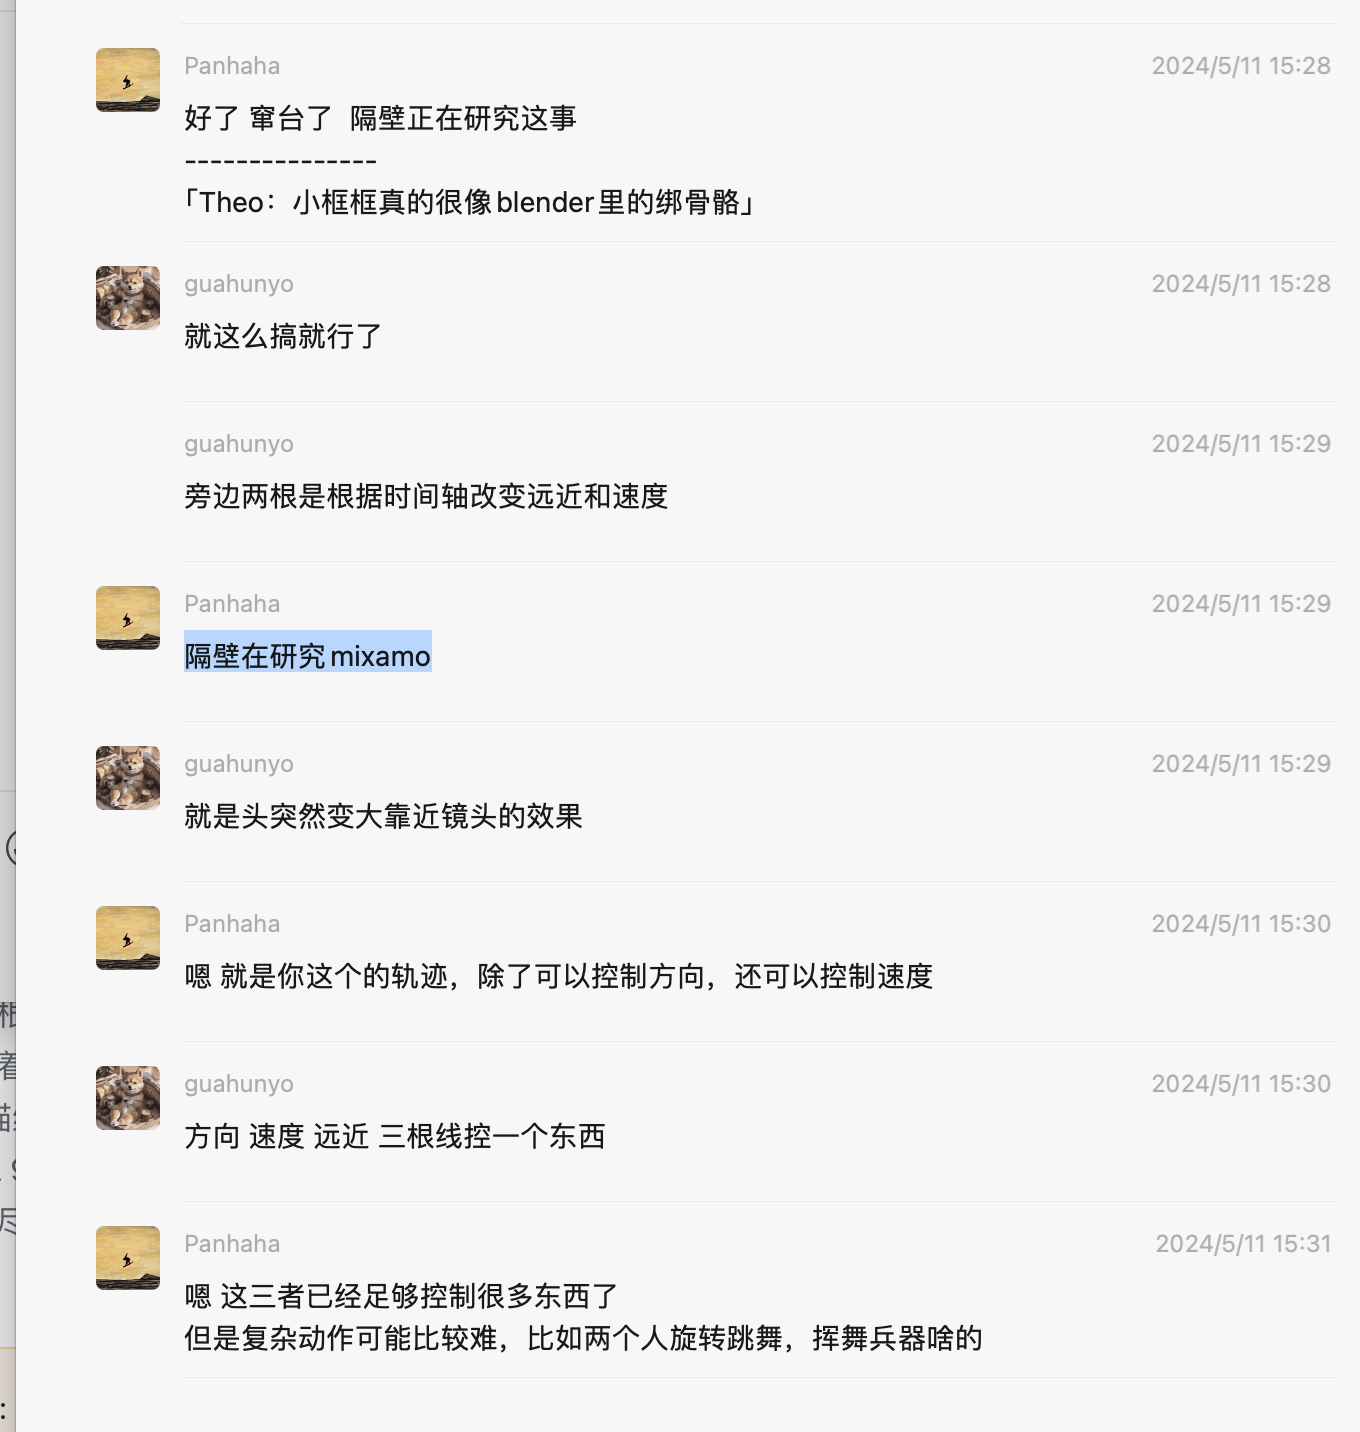 Panhaha 2024/5/11 15:28
好了 窜台了  隔壁正在研究这事
---------------
「Theo：小框框真的很像blender里的绑骨骼」
guahunyo 2024/5/11 15:28
就这么搞就行了
guahunyo 2024/5/11 15:29
旁边两根是根据时间轴改变远近和速度
Panhaha 2024/5/11 15:29
隔壁在研究mixamo
guahunyo 2024/5/11 15:29
就是头突然变大靠近镜头的效果
Panhaha 2024/5/11 15:30
嗯 就是你这个的轨迹，除了可以控制方向，还可以控制速度
guahunyo 2024/5/11 15:30
方向 速度 远近 三根线控一个东西
Panhaha 2024/5/11 15:31
嗯 这三者已经足够控制很多东西了
但是复杂动作可能比较难，比如两个人旋转跳舞，挥舞兵器啥的